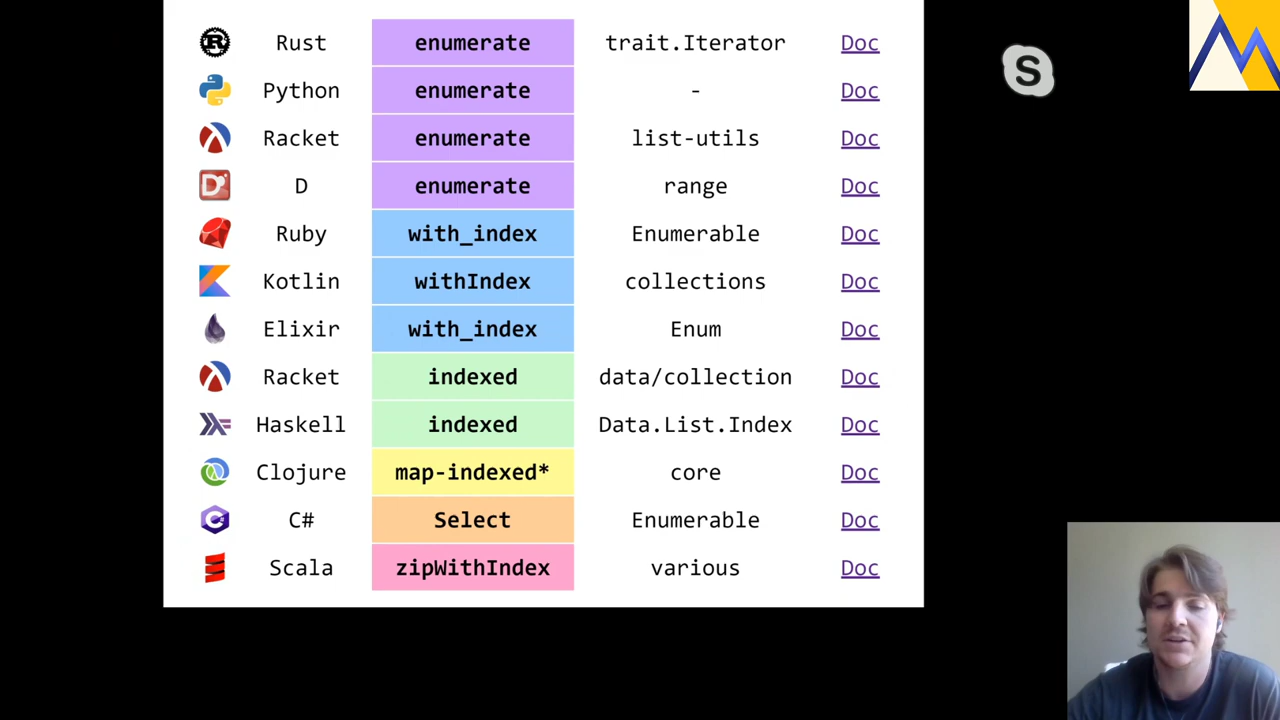 Rust enumerate trait.Iterator Doc
Python enumerate - Doc
Racket enumerate list-utils Doc
D enumerate range Doc
Ruby with_index Enumerable Doc
Kotlin withIndex collections Doc
Elixir with_index Enum Doc
Racket indexed data/collection Doc
Haskell indexed Data.List.Index Doc
Clojure map-indexed* core Doc
C# Select Enumerable Doc
Scala zipWithIndex various Doc